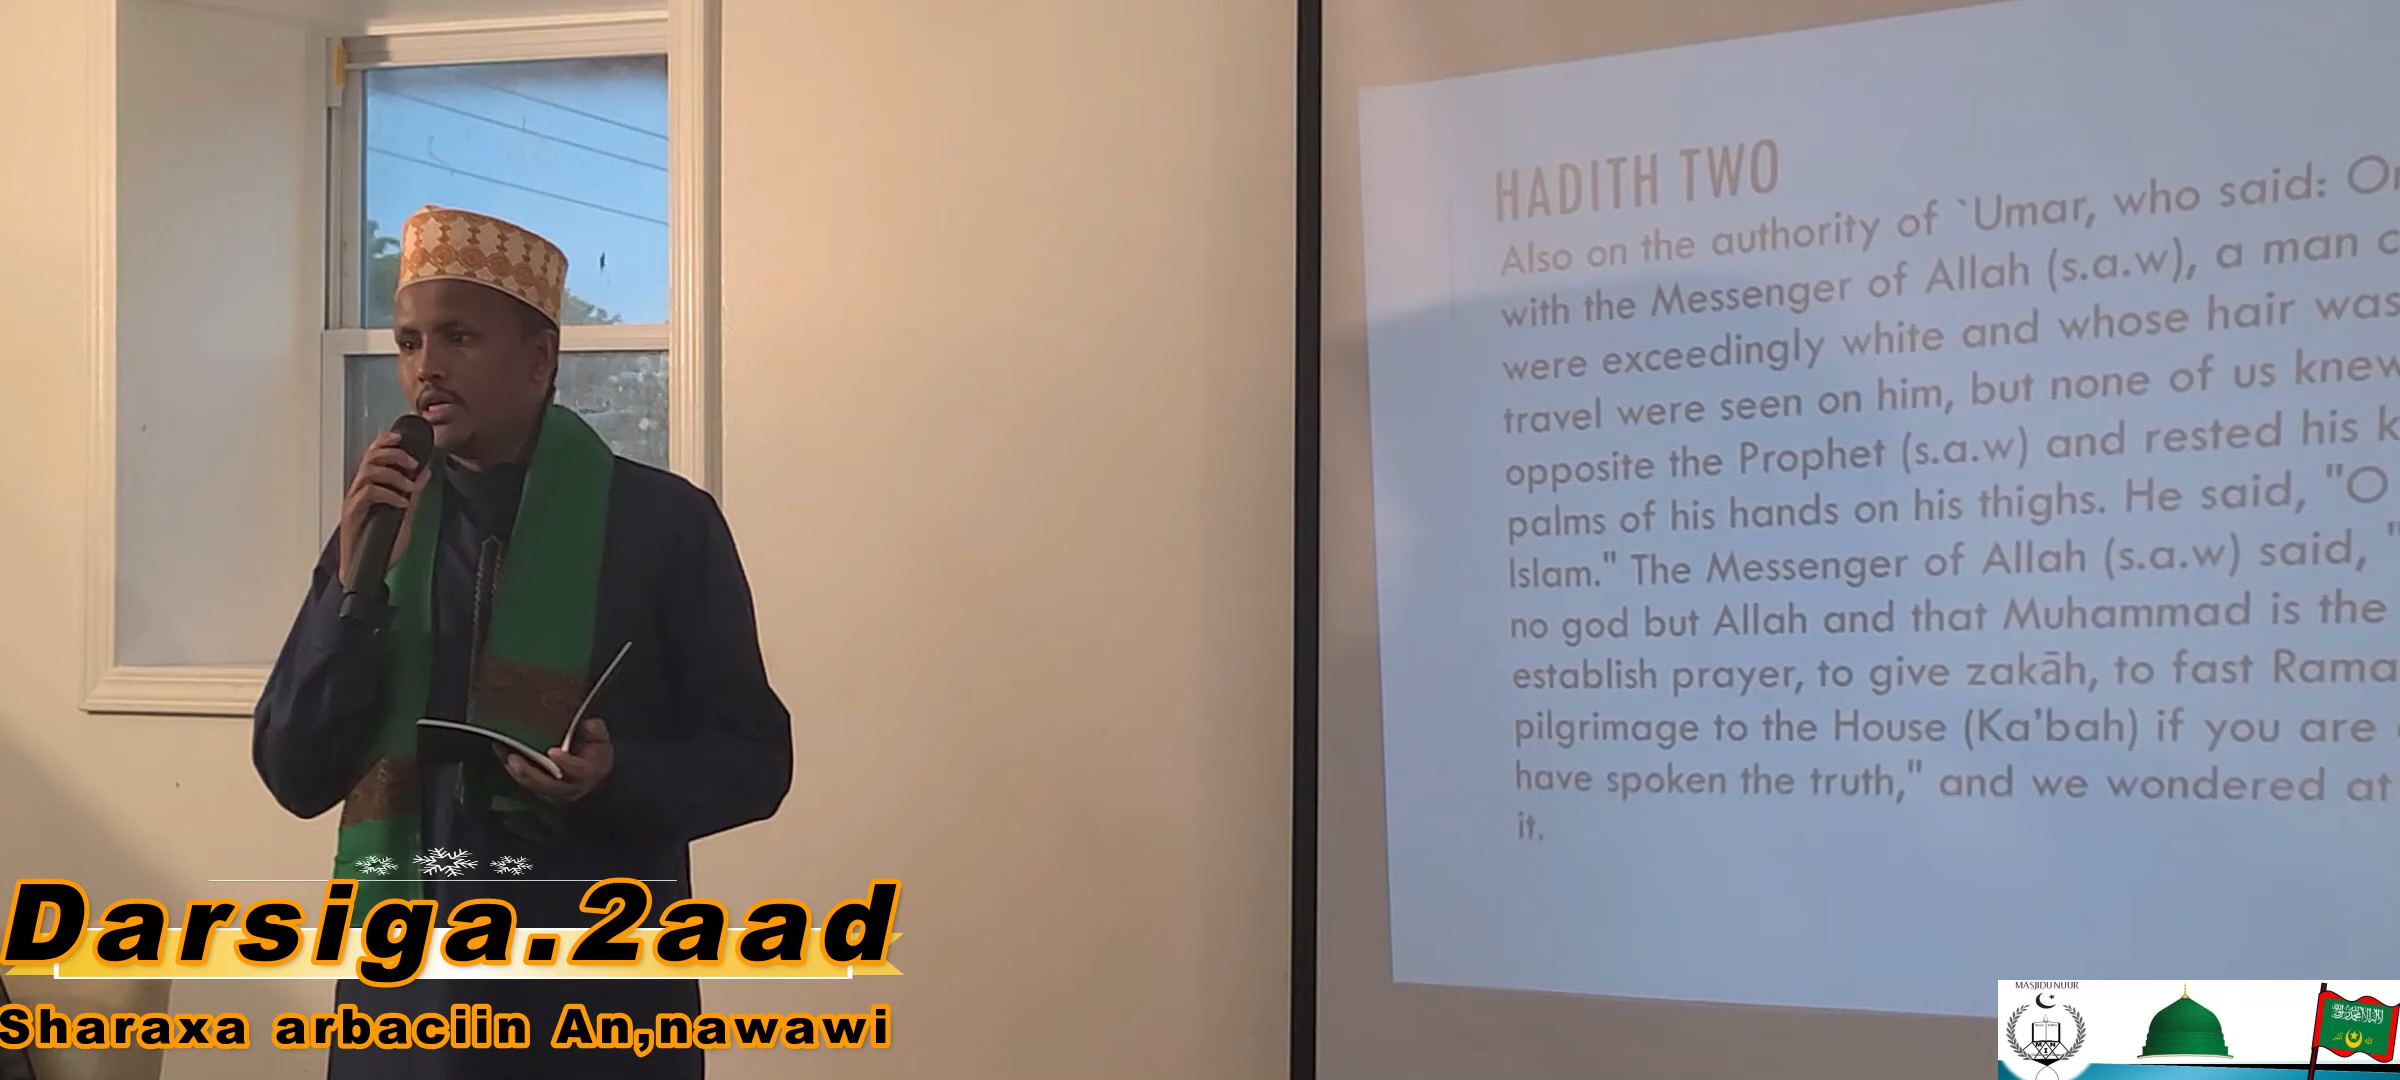 HADITH TWO
Also on the authority of `Umar, who said:
with the Messenger of Allah (s.a.w), a man
were exceedingly white and whose hair was
travel were seen on him, but none of us knew
opposite the Prophet (s.a.w) and rested his
palms of his hands on his thighs. He said, "O
Islam." The Messenger of Allah (s.a.w) said, "
no god but Allah and that Muhammad is the
establish prayer, to give zakāh, to fast Rama
pilgrimage to the House (Ka'bah) if you are
have spoken the truth," and we wondered at
it.
Darsiga.2aad
Sharaxa arbaciin An,nawawi
MASJIDU NUUR